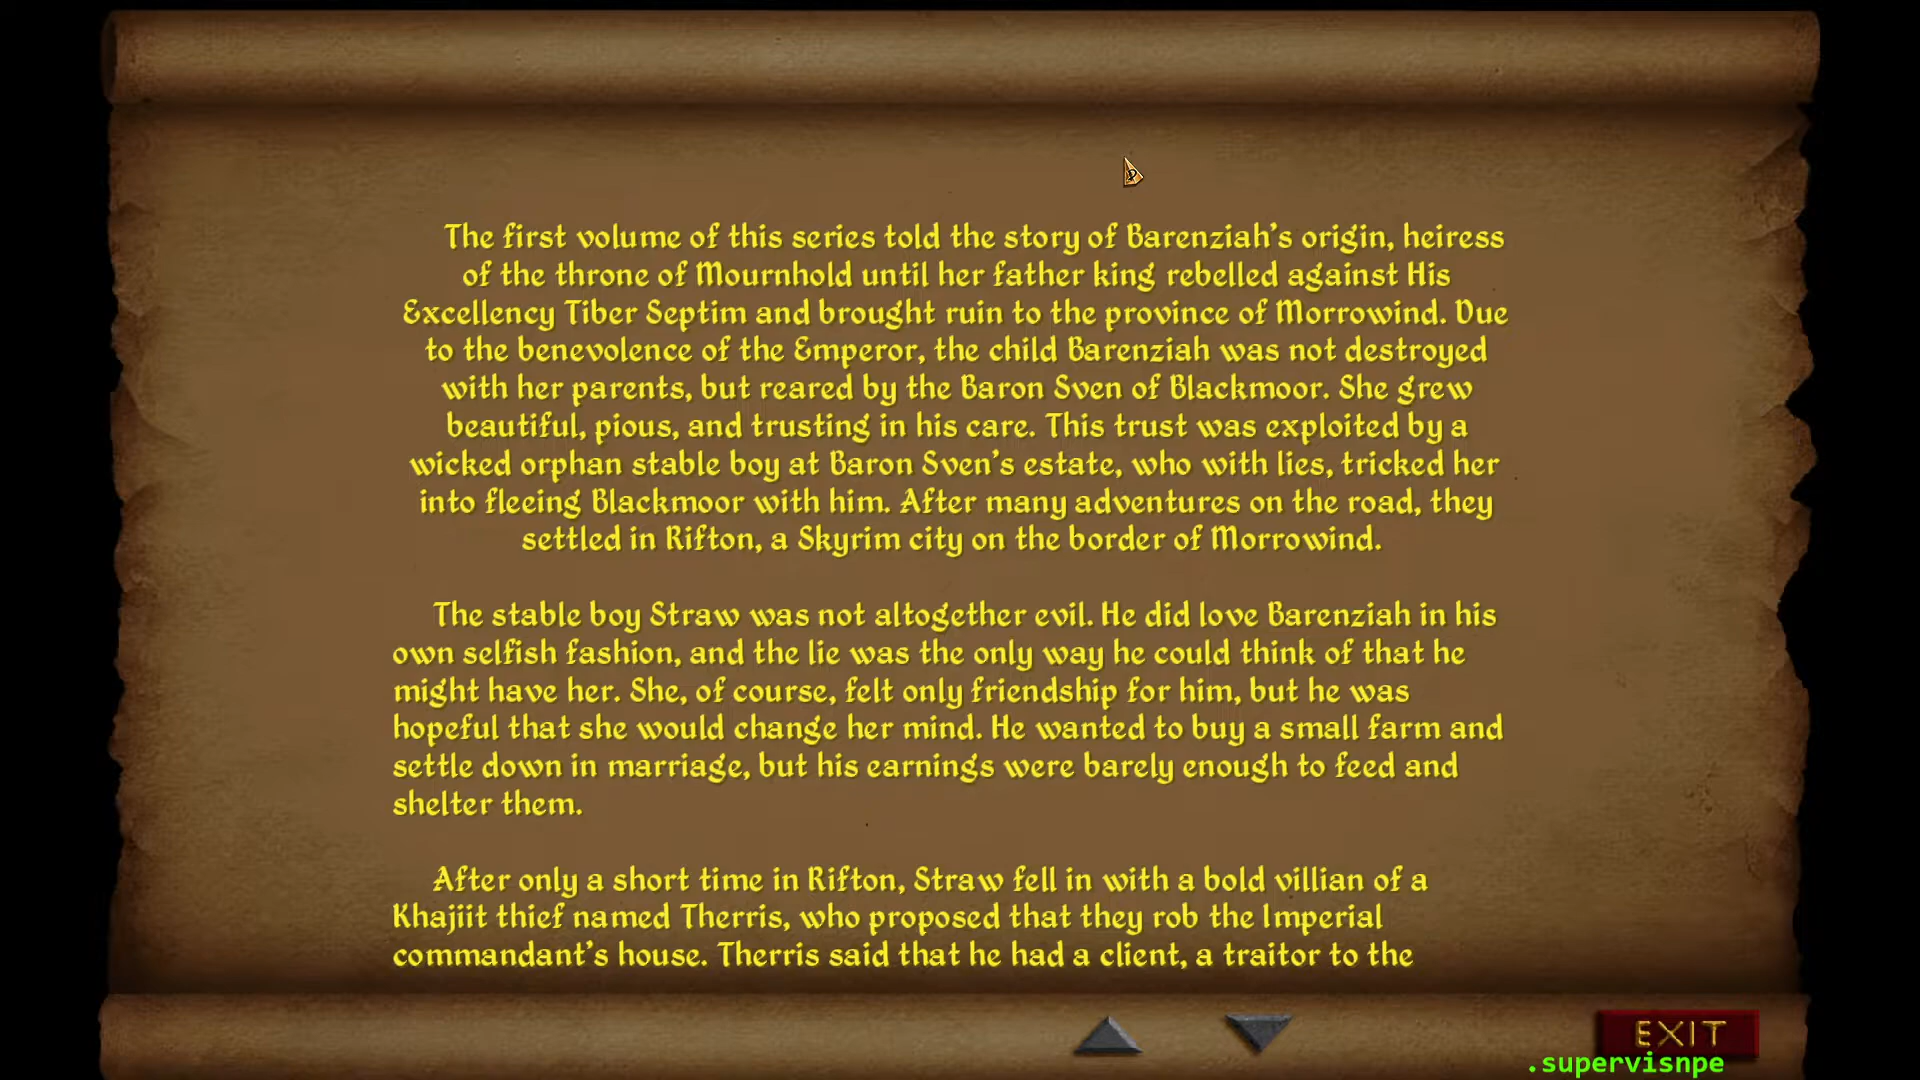 The first volume of this series told the story of Barenziah's origin, heiress
of the throne of Mournhold until her father king rebelled against His
Excellency Tiber Septim and brought ruin to the province of Morrowind. Due
to the benevolence of the Emperor, the child Barenziah was not destroyed
with her parents, but reared by the Baron Sven of Blackmoor. She grew
beautiful, pious, and trusting in his care. This trust was exploited by a
wicked orphan stable boy at Baron Sven's estate, who with lies, tricked her
into fleeing Blackmoor with him. After many adventures on the road, they
settled in Rifton, a Skyrim city on the border of Morrowind.
The stable boy Straw was not altogether evil. He did love Barenziah in his
own selfish fashion, and the lie was the only way he could think of that he
might have her. She, of course, felt only friendship for him, but he was
hopeful that she would change her mind. He wanted to buy a small farm and
settle down in marriage, but his earnings were barely enough to feed and
shelter them.
After only a short time in Rifton, Straw fell in with a bold villian of a
Khajiit thief named Therris, who proposed that they rob the Imperial
commandant's house. Therris said that he had a client, a traitor to the
EXIT
.supervisnpe